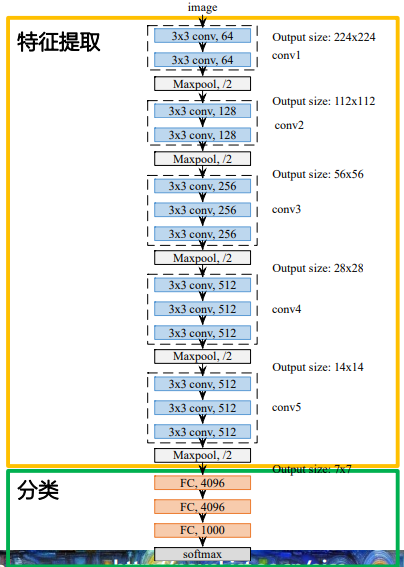 image
特征提取
3x3 conv, 64
Output size: 224x224
3x3 conv, 64
conv1
Maxpool, /2
Output size: 112x112
3x3 conv, 128
conv2
3x3 conv, 128
Maxpool, /2
Output size: 56x56
3x3 conv, 256
3x3 conv, 256
conv3
3x3 conv, 256
Maxpool, /2
Output size: 28x28
3x3 conv, 512
3x3 conv, 512
conv4
3x3 conv, 512
Maxpool, /2
Output size: 14x14
3x3 conv, 512
3x3 conv, 512
conv5
3x3 conv, 512
Maxpool, /2
Output size: 7x7
分类
FC, 4096
FC, 4096
FC, 1000
softmax